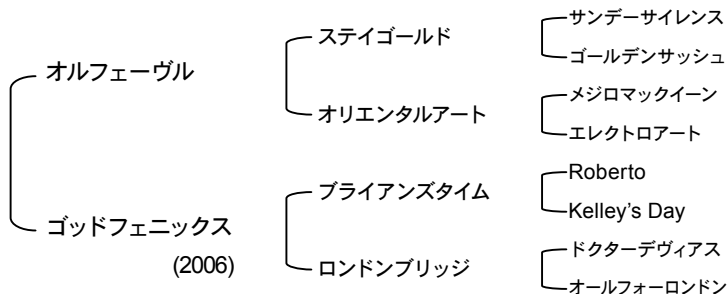 オルフェーヴル
ゴッドフェニックス
(2006)
ステイゴールド
オリエンタルアート
ブライアンズタイム
ロンドンブリッジ
サンデーサイレンス
ゴールデンサッシュ
メジロマックイーン
エレクトロアート
Roberto
Kelley’s Day
ドクターデヴィアス
オールフォーロンドン